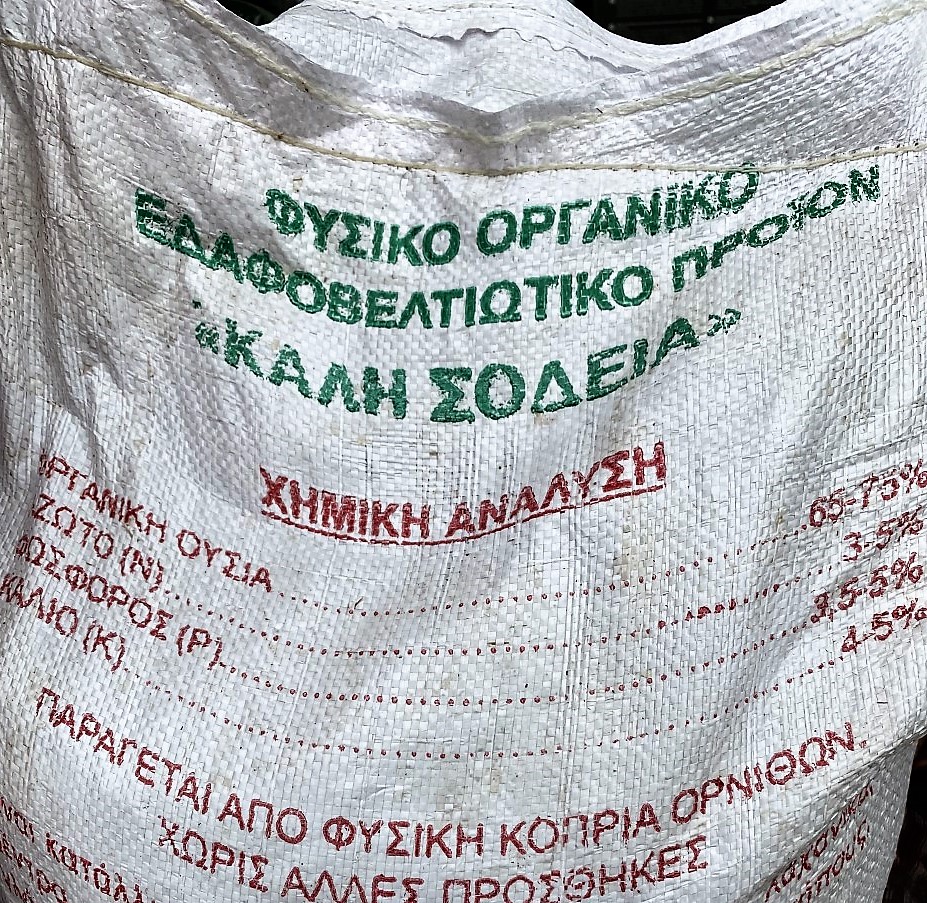 ΦΥΣΙΚΟ ΟΡΓΑΝΙΚΟ
ΕΔΑΦΟΒΕΛΤΙΩΤΙΚΟ ΠΡΟΪΟΝ
«ΚΑΛΗ ΣΟΔΕΙΑ»
ΧΗΜΙΚΗ ΑΝΑΛΥΣΗ
ΟΡΓΑΝΙΚΗ ΟΥΣΙΑ 65-75%
ΑΖΩΤΟ (N) 3-5%
ΦΩΣΦΟΡΟΣ (P) 3,5-5%
ΚΑΛΙΟ (K) 4-5%
ΠΑΡΑΓΕΤΑΙ ΑΠΟ ΦΥΣΙΚΗ ΚΟΠΡΙΑ ΟΡΝΙΘΩΝ
ΧΩΡΙΣ ΑΛΛΕΣ ΠΡΟΣΘΗΚΕΣ